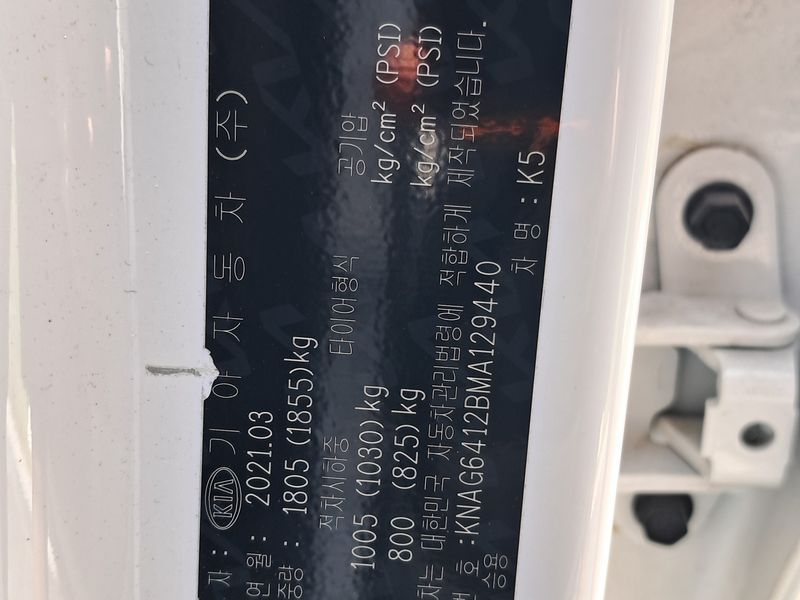 자: KIA 기아자동차 (주)
연월: 2021.03
중량: 1805 (1855)kg
적차시하중 타이어형식 공기압
1005 (1030)kg kg/cm² (PSI)
800 (825)kg kg/cm² (PSI)
차는 대한민국 자동차관리법령에 적합하게 제작되었습니다.
번호:KNAG6412BMA129440 차명:K5
승용